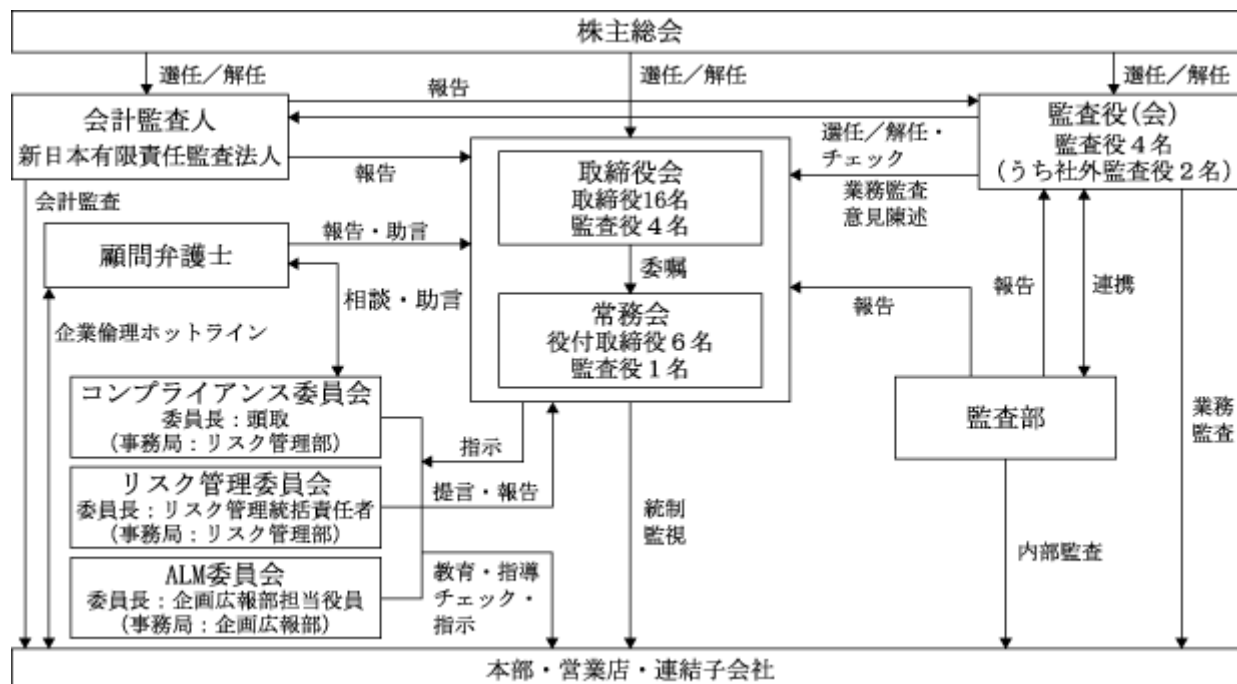 株主総会
選任／解任
選任／解任
選任／解任
報告
会計監査人
新日本有限責任監査法人
監査役(会)
監査役４名
(うち社外監査役２名)
選任／解任・
チェック
報告
取締役会
取締役16名
監査役４名
業務監査
意見陳述
会計監査
顧問弁護士
報告・助言
委嘱
相談・助言
報告
報告
連携
企業倫理ホットライン
常務会
役付取締役６名
監査役１名
コンプライアンス委員会
委員長：頭取
(事務局：リスク管理部)
監査部
業務
監査
指示
リスク管理委員会
委員長：リスク管理統括責任者
(事務局：リスク管理部)
提言・報告
統制
監視
内部監査
ALM委員会
委員長：企画広報部担当役員
(事務局：企画広報部)
教育・指導
チェック・
指示
本部・営業店・連結子会社